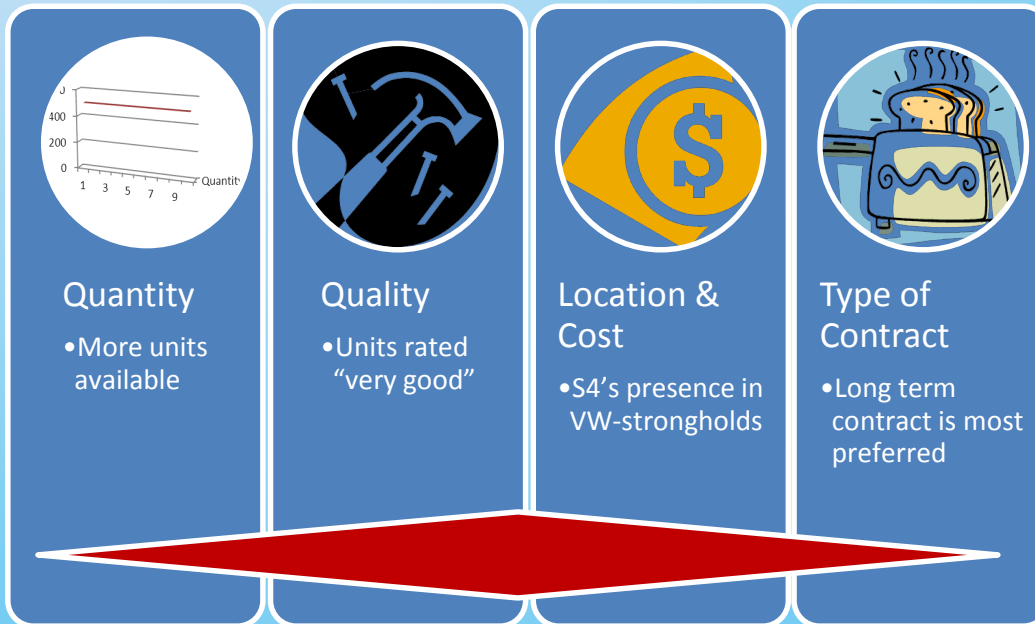 400
200
0
1 3 5 7 9
Quantity
Quantity
•More units
available
$
Quality
•Units rated
“very good”
Location &
Cost
•S4’s presence in
VW-strongholds
Type of
Contract
•Long term
contract is most
preferred